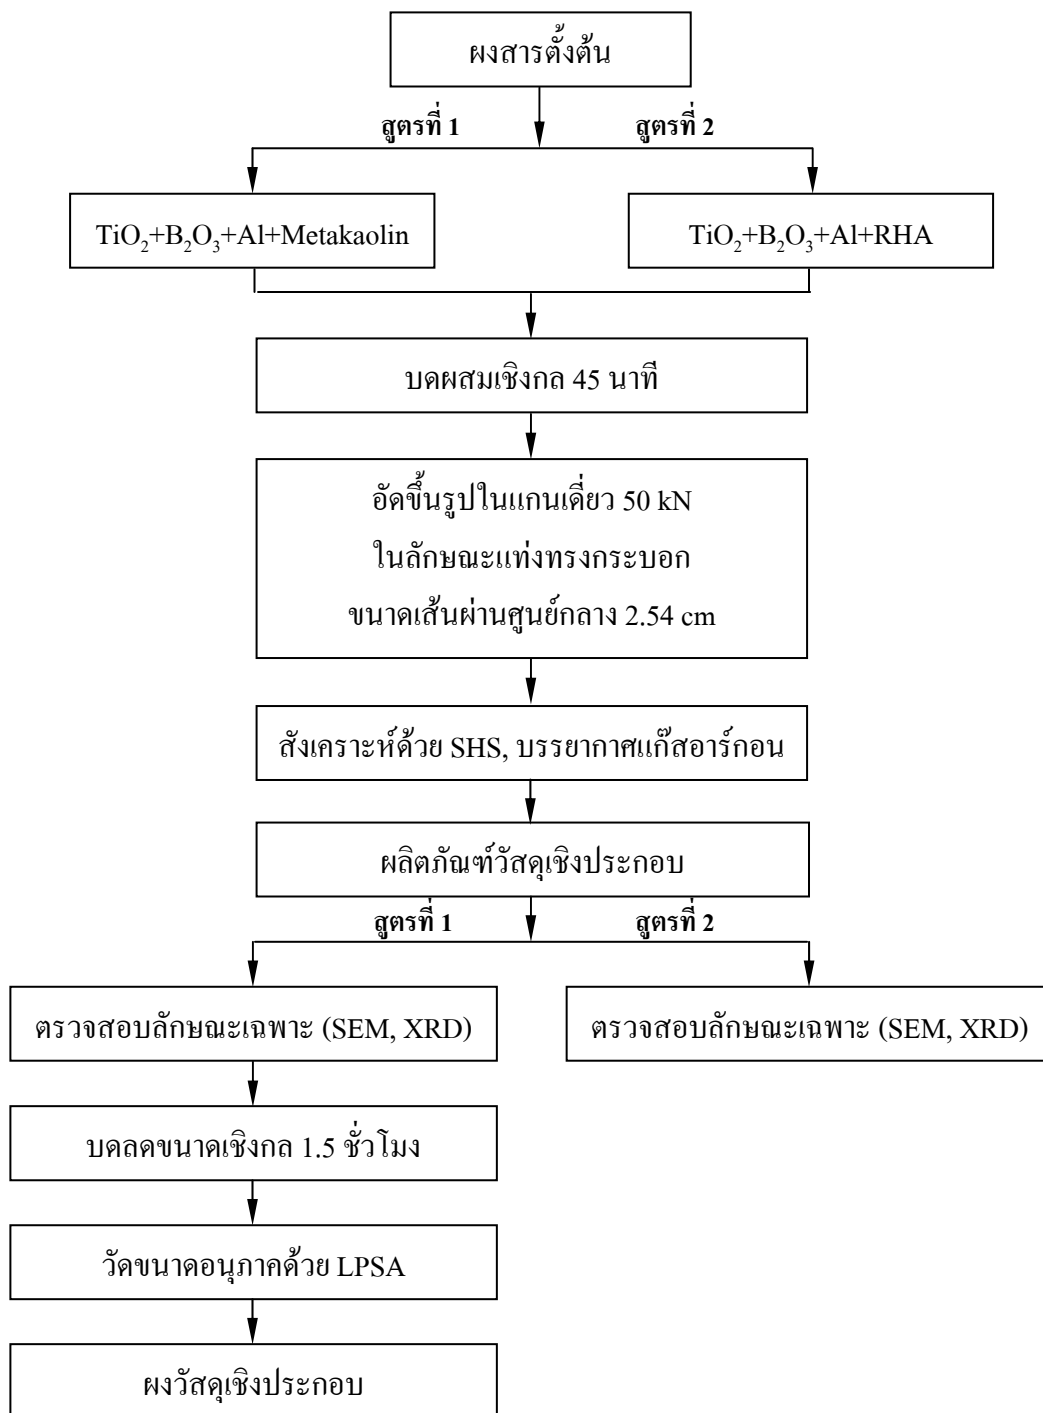 ผงสารตั้งต้น
สูตรที่ 1
สูตรที่ 2
TiO₂+B₂O₃+Al+Metakaolin
TiO₂+B₂O₃+Al+RHA
บดผสมเชิงกล 45 นาที
อัดขึ้นรูปในแกนเดี่ยว 50 kN
ในลักษณะแท่งทรงกระบอก
ขนาดเส้นผ่านศูนย์กลาง 2.54 cm
สังเคราะห์ด้วย SHS, บรรยากาศแก๊สอาร์กอน
ผลิตภัณฑ์วัสดุเชิงประกอบ
สูตรที่ 1
สูตรที่ 2
ตรวจสอบลักษณะเฉพาะ (SEM, XRD)
ตรวจสอบลักษณะเฉพาะ (SEM, XRD)
บดลดขนาดเชิงกล 1.5 ชั่วโมง
วัดขนาดอนุภาคด้วย LPSA
ผงวัสดุเชิงประกอบ